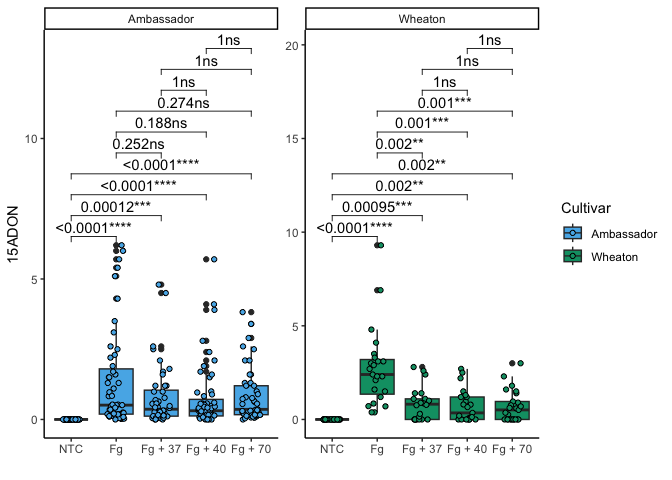 Ambassador
Wheaton
15ADON
10
5
0
1ns
1ns
1ns
0.274ns
0.188ns
0.252ns
<0.0001****
<0.0001****
0.00012***
<0.0001****
NTC Fg Fg + 37 Fg + 40 Fg + 70
20
15
10
5
0
1ns
1ns
1ns
0.001***
0.001***
0.002**
0.002**
0.002**
0.00095***
<0.0001****
NTC Fg Fg + 37 Fg + 40 Fg + 70
Cultivar
Ambassador
Wheaton